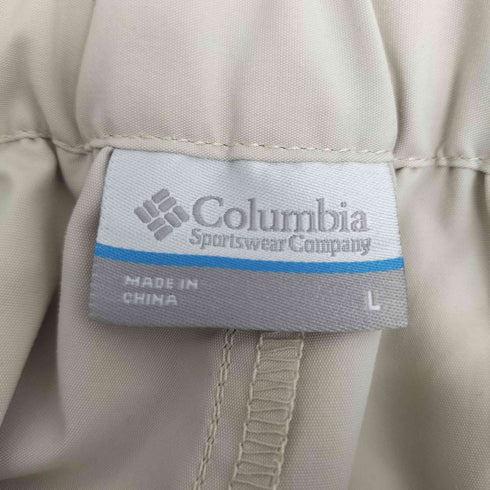 Columbia
Sportswear Company
MADE IN
CHINA
L